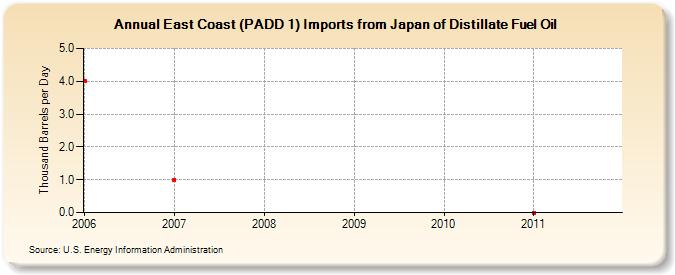 Annual East Coast (PADD 1) Imports from Japan of Distillate Fuel Oil
Thousand Barrels per Day
5.0
4.0
3.0
2.0
1.0
0.0
2006 2007 2008 2009 2010 2011
Source: U.S. Energy Information Administration